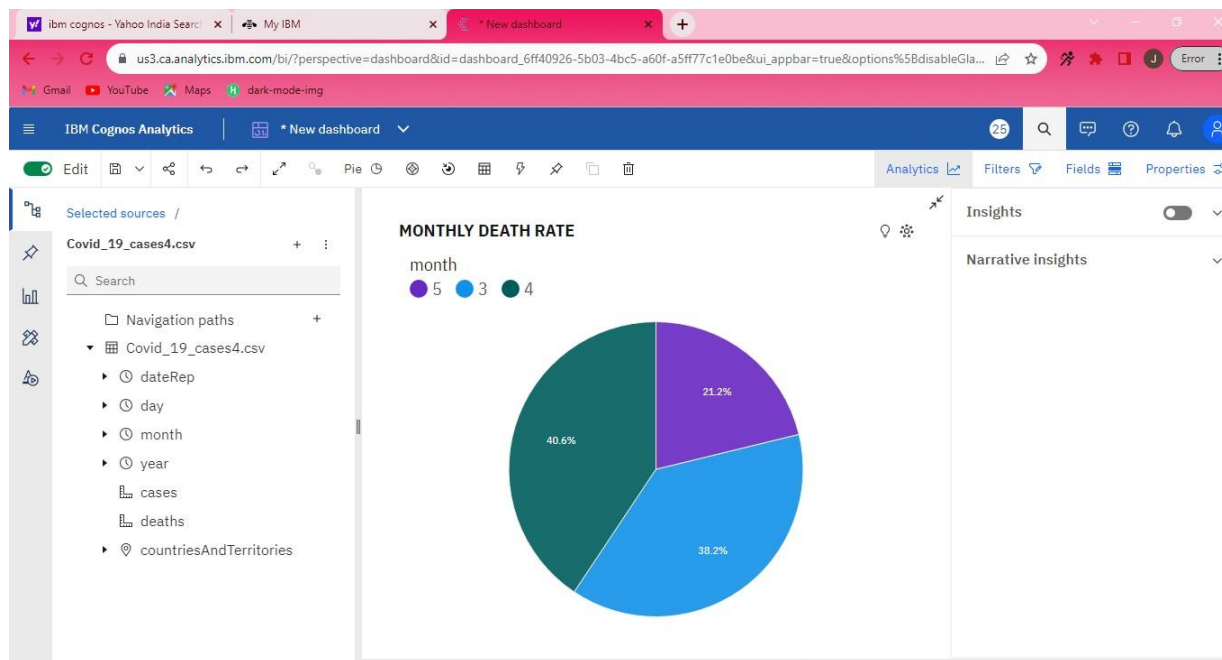 ibm cognos - Yahoo India Searc
My IBM
* New dashboard
us3.ca.analytics.ibm.com/bi/?perspective=dashboard&id=dashboard_6ff40926-5b03-4bc5-a60f-a5ff77c1e0be&ui_appbar=true&options%5BdisableGla...
J
Error
Gmail
YouTube
Maps
dark-mode-img
IBM Cognos Analytics
* New dashboard
25
Edit
Pie
Analytics
Filters
Fields
Properties
Selected sources /
Covid_19_cases4.csv
Search
Navigation paths
Covid_19_cases4.csv
dateRep
day
month
year
cases
deaths
countriesAndTerritories
MONTHLY DEATH RATE
month
5 3 4
21.2%
40.6%
38.2%
Insights
Narrative insights